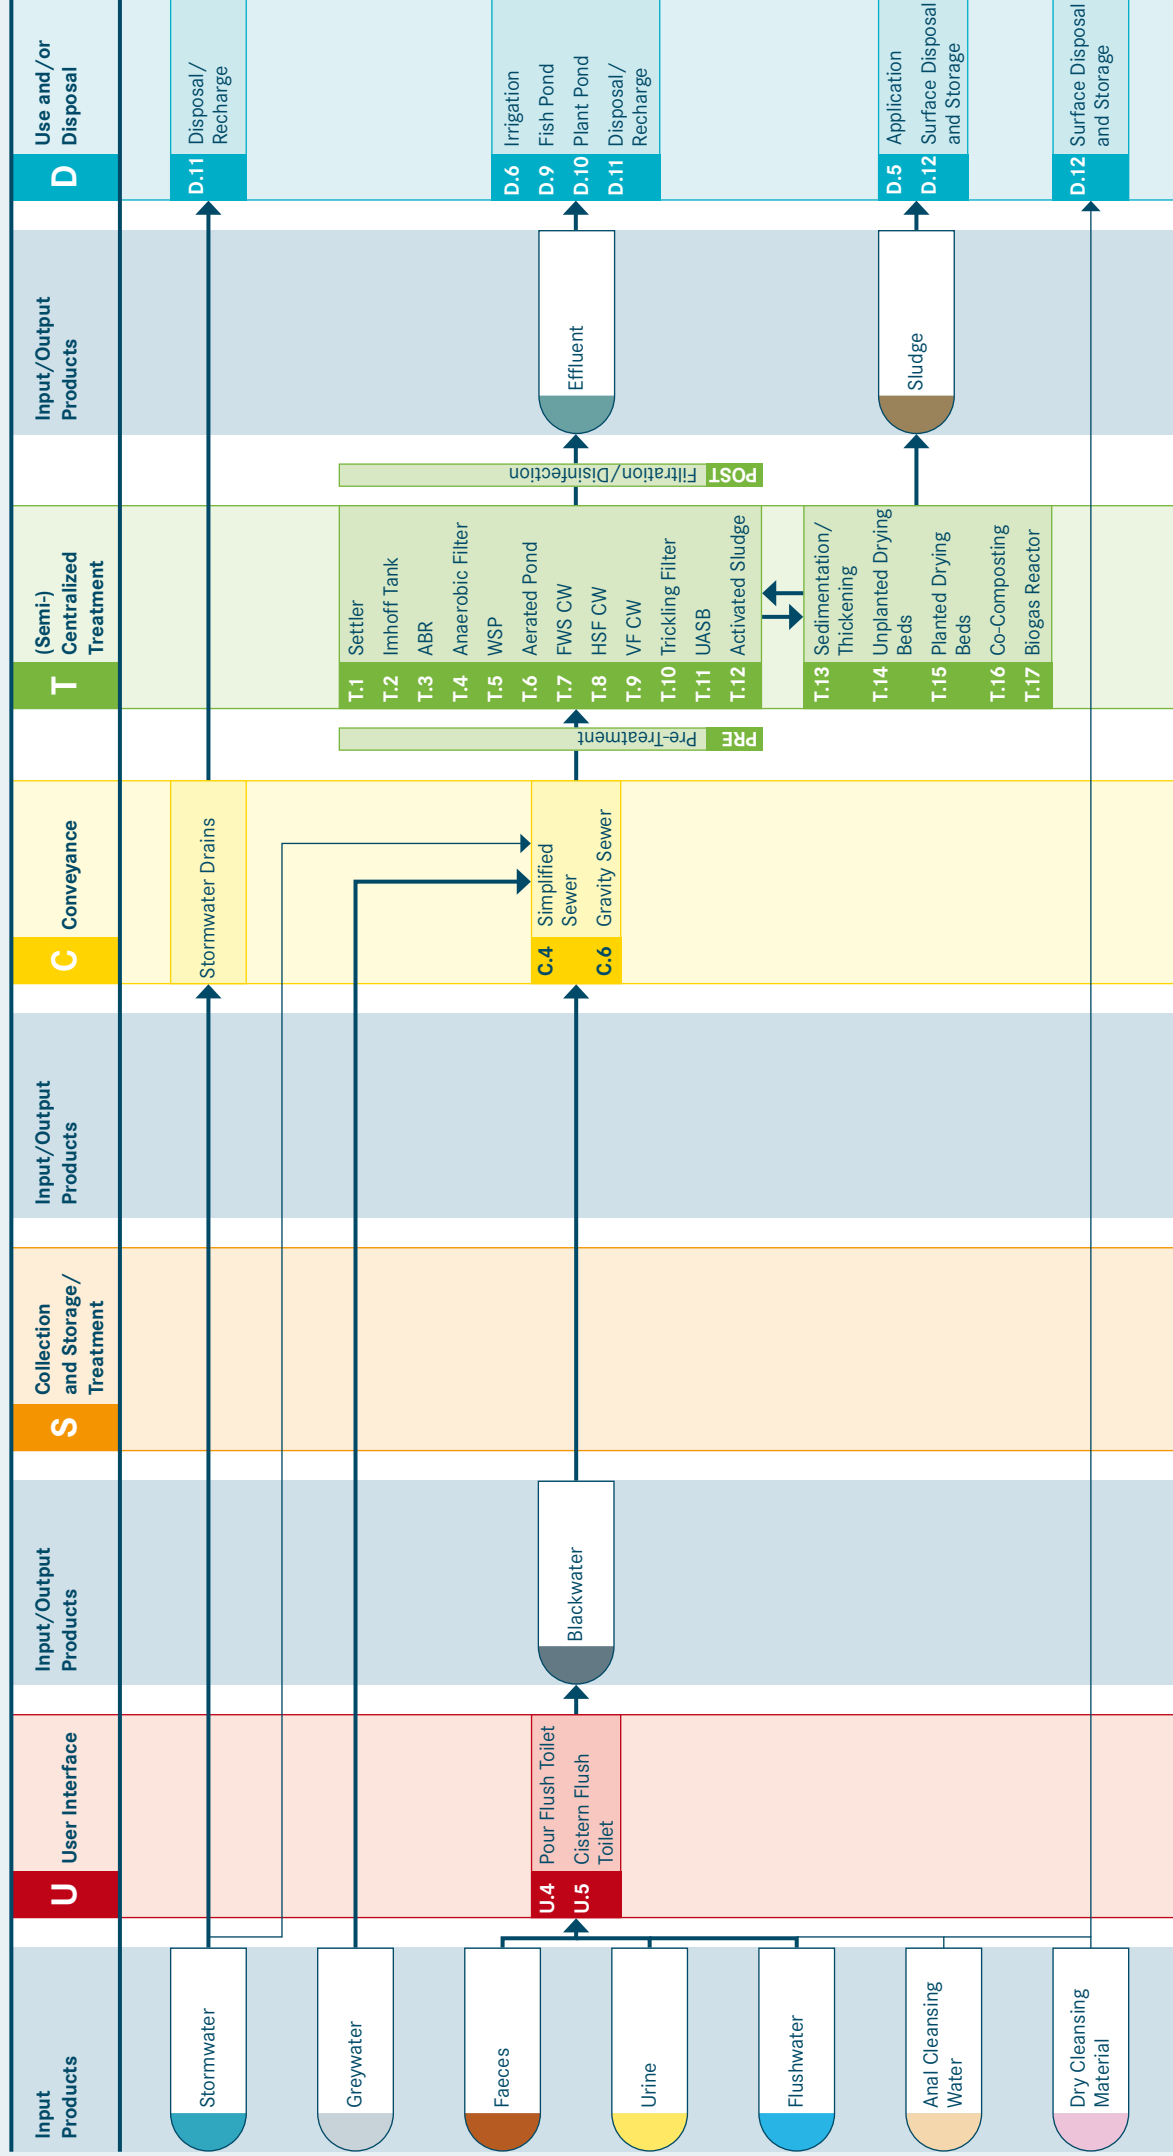 Input
Products
U
User Interface
Input/Output
Products
S
Collection
and Storage/
Treatment
Input/Output
Products
C
Conveyance
T
(Semi-)
Centralized
Treatment
Input/Output
Products
D
Use and/or
Disposal
Stormwater
Stormwater Drains
D.11
Disposal/
Recharge
Greywater
Faeces
Urine
Flushwater
Anal Cleansing
Water
Dry Cleansing
Material
U.4 Pour Flush Toilet
U.5 Cistern Flush
Toilet
Blackwater
C.4 Simplified
Sewer
C.6 Gravity Sewer
PRE Pre-Treatment
T.1 Settler
T.2 Imhoff Tank
T.3 ABR
T.4 Anaerobic Filter
T.5 WSP
T.6 Aerated Pond
T.7 FWS CW
T.8 HSF CW
T.9 VF CW
T.10 Trickling Filter
T.11 UASB
T.12 Activated Sludge
T.13 Sedimentation/
Thickening
T.14 Unplanted Drying
Beds
T.15 Planted Drying
Beds
T.16 Co-Composting
T.17 Biogas Reactor
POST Filtration/Disinfection
Effluent
Sludge
D.6 Irrigation
D.9 Fish Pond
D.10 Plant Pond
D.11 Disposal/
Recharge
D.5 Application
D.12 Surface Disposal
and Storage
D.12 Surface Disposal
and Storage